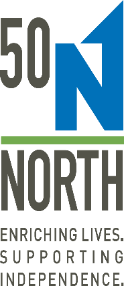 50
N
NORTH
ENRICHING LIVES.
SUPPORTING
INDEPENDENCE.